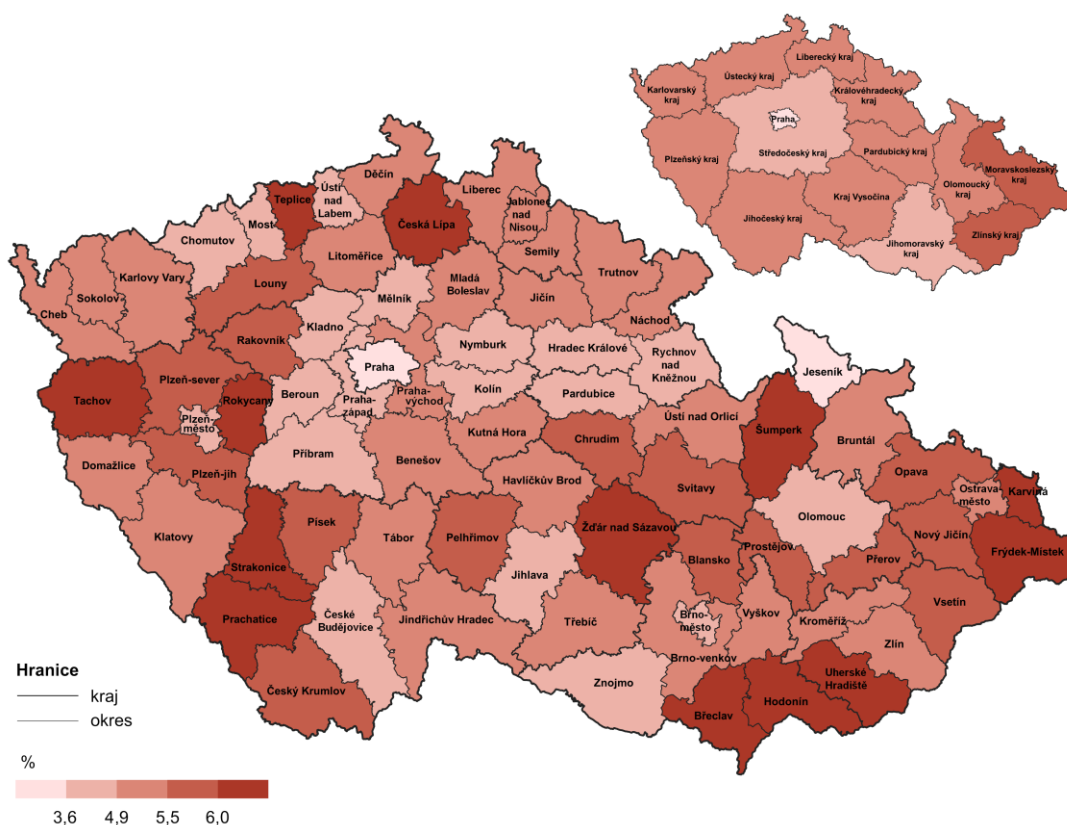 Liberecký kraj
Ústecký kraj
Karlovarský
kraj
Královéhradecký
kraj
Praha
Středočeský kraj
Pardubický kraj
Plzeňský kraj
Moravskoslezský
kraj
Olomoucký
kraj
Kraj Vysočina
Jihočeský kraj
Zlínský kraj
Jihomoravský
kraj
Děčín
Ústí
nad
Labem
Teplice
Liberec
Jablonec
nad
Nisou
Česká Lípa
Most
Chomutov
Semily
Litoměřice
Trutnov
Karlovy Vary
Mladá
Boleslav
Louny
Sokolov
Mělník
Jičín
Cheb
Náchod
Kladno
Rakovník
Nymburk
Hradec Králové
Rychnov
nad
Kněžnou
Praha
Jeseník
Plzeň-sever
Tachov
Rokycany
Beroun
Praha-
západ
Praha-
východ
Kolín
Pardubice
Plzeň-
město
Ústí nad Orlicí
Šumperk
Kutná Hora
Chrudim
Bruntál
Příbram
Benešov
Domažlice
Plzeň-jih
Opava
Havlíčkův Brod
Svitavy
Ostrava-
město
Karviná
Olomouc
Písek
Žďár nad Sázavou
Klatovy
Tábor
Pelhřimov
Nový Jičín
Prostějov
Frýdek-Místek
Blansko
Přerov
Strakonice
Jihlava
Vsetín
Prachatice
České
Budějovice
Jindřichův Hradec
Třebíč
Brno-
město
Vyškov
Kroměříž
Zlín
Brno-venkov
Uherské
Hradiště
Český Krumlov
Znojmo
Hodonín
Břeclav
Hranice
kraj
okres
%
3,6 4,9 5,5 6,0